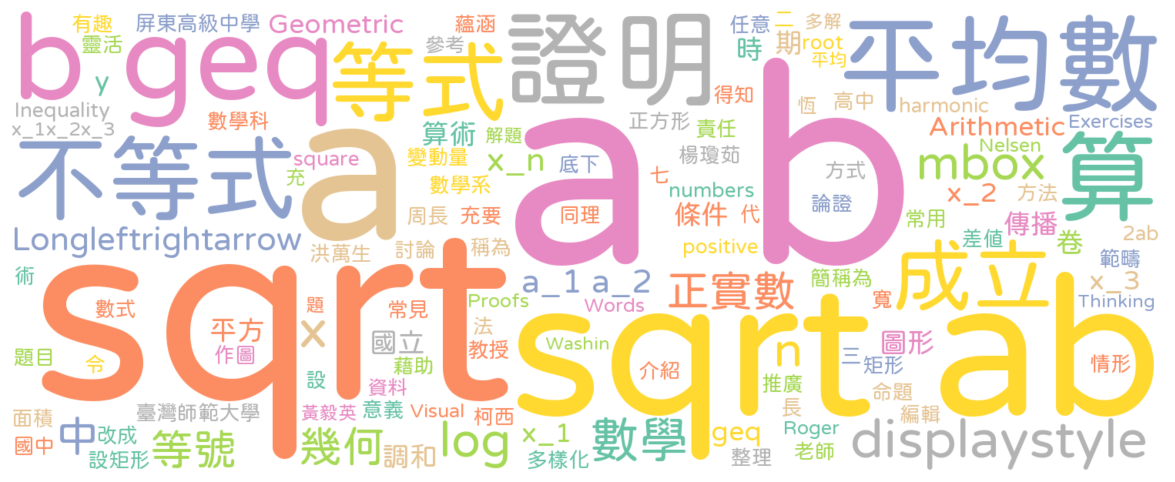 有趣 屏東高級中學 Geometric 蘊涵 任意 二 多解
靈活 參考 時 期 root 平均
b geq 等式 證明 平均數
y 得知 恆 高中 harmonic
Inequality 數學科 算術 解題 正方形 責任 Arithmetic Exercises
x_1x_2x_3 square 變動量 x_n 底下 楊瓊茹 Nelsen
不等式 a a b mbox 算
充 數學系 七 numbers 方式 x_2 方法
周長 充要 同理 條件 代 論證 常用 傳播
Longleftrightarrow 洪萬生 討論 稱為 positive 差值 卷 2ab
術 a_1 a_2 正實數 簡稱為 寬 成立 範疇 x_3
數式 題 常見 Proofs Words Thinking
sqrt 平方 x 國立 法 sqrt n 圖形 ab
題目 令 作圖 藉助 教授 Washin 介紹 三 矩形 情形
設 資料 推廣 命題
面積 臺灣師範大學 黃毅英 意義 Visual 柯西 長 編輯
國中 中 改成 等號 幾何 log x_1 數學 geq Roger displaystyle
設矩形 調和 多樣化 整理 老師